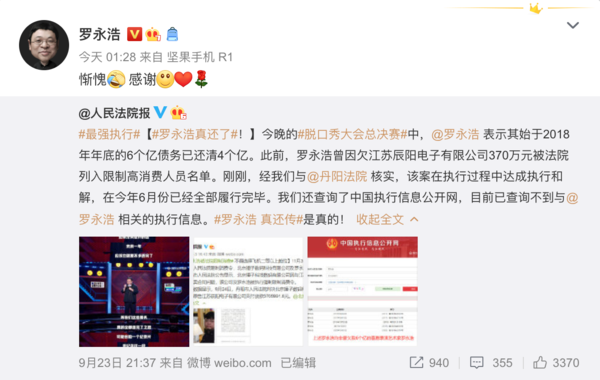 罗永浩
今天 01:28 来自 坚果手机 R1
惭愧 感谢
@人民法院报
#最强执行#【#罗永浩真还了#！】今晚的#脱口秀大会总决赛#中，@罗永浩 表示其始于2018
年年底的6个亿债务已还清4个亿。此前，罗永浩曾因欠江苏辰阳电子有限公司370万元被法院
列入限制高消费人员名单。刚刚，经我们与@丹阳法院 核实，该案在执行过程中达成执行和
解，在今年6月份已经全部履行完毕。我们还查询了中国执行信息公开网，目前已查询不到与@
罗永浩 相关的执行信息。#罗永浩 真还传#是真的！ 收起全文
中国执行信息公开网
9月23日 21:37 来自 微博 weibo.com 已编辑
940
355
3370